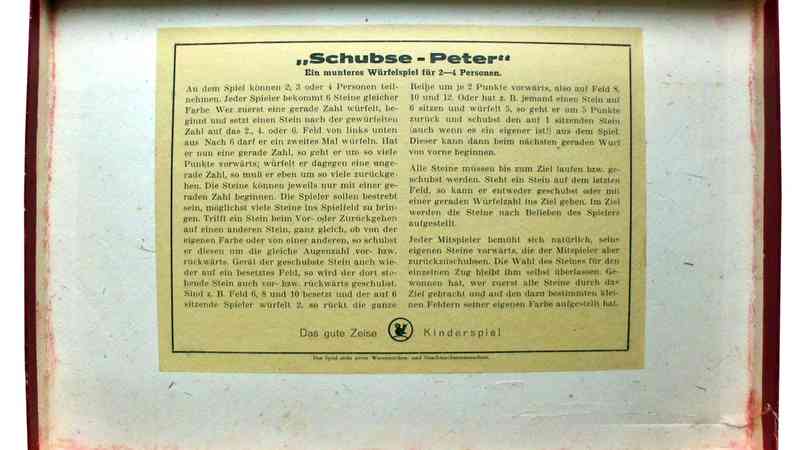 „Schubse - Peter“
Ein munteres Würfelspiel für 2—4 Personen.
An dem Spiel können 2, 3 oder 4 Personen teil-
nehmen. Jeder Spieler bekommt 6 Steine gleicher
Farbe. Wer zuerst eine gerade Zahl würfelt, be-
ginnt und setzt einen Stein nach der gewürfelten
Zahl auf das 2., 4. oder 6. Feld von links unten
aus. Nach 6 darf er ein zweites Mal würfeln. Hat
er nun eine gerade Zahl, so geht er um so viele
Punkte vorwärts; würfelt er dagegen eine unge-
rade Zahl, so muß er eben um so viele zurückge-
hen. Die Steine können jeweils nur mit einer ge-
raden Zahl beginnen. Die Spieler sollen bestrebt
sein, möglichst viele Steine ins Spielfeld zu brin-
gen. Trifft ein Stein beim Vor- oder Zurückgehen
auf einen anderen Stein, ganz gleich, ob von der
eigenen Farbe oder von einer anderen, so schubst
er diesen um die gleiche Augenzahl vor- bzw.
rückwärts. Gerät der geschubste Stein auch wie-
der auf ein besetztes Feld, so wird der dort ste-
hende Stein auch vor- bzw. rückwärts geschubst.
Sind z. B. Feld 6, 8 und 10 besetzt und der auf 6
sitzende Spieler würfelt 2, so rückt die ganze
Reihe um je 2 Punkte vorwärts, also auf Feld 8,
10 und 12. Oder hat z. B. jemand einen Stein auf
6 sitzen und würfelt 5, so geht er um 5 Punkte
zurück und schubst den auf 1 sitzenden Stein
(auch wenn es ein eigener ist!) aus dem Spiel.
Dieser kann dann beim nächsten geraden Wurf
von vorne beginnen.
Alle Steine müssen bis zum Ziel laufen bzw. ge-
schubst werden. Steht ein Stein auf dem letzten
Feld, so kann er entweder geschubst oder mit
einer geraden Würfelzahl ins Ziel gehen. Im Ziel
werden die Steine nach Belieben des Spielers
aufgestellt.
Jeder Mitspieler bemüht sich natürlich, seine
eigenen Steine vorwärts, die der Mitspieler aber
zurückzuschubsen. Die Wahl des Steines für den
einzelnen Zug bleibt ihm selbst überlassen. Ge-
wonnen hat, wer zuerst alle Steine durch das
Ziel gebracht und auf den dazu bestimmten klei-
nen Feldern seiner eigenen Farbe aufgestellt hat.
Das gute Zeise Kinderspiel
Das Spiel steht unter Warenzeichen- und Geschmacksmusterschutz.